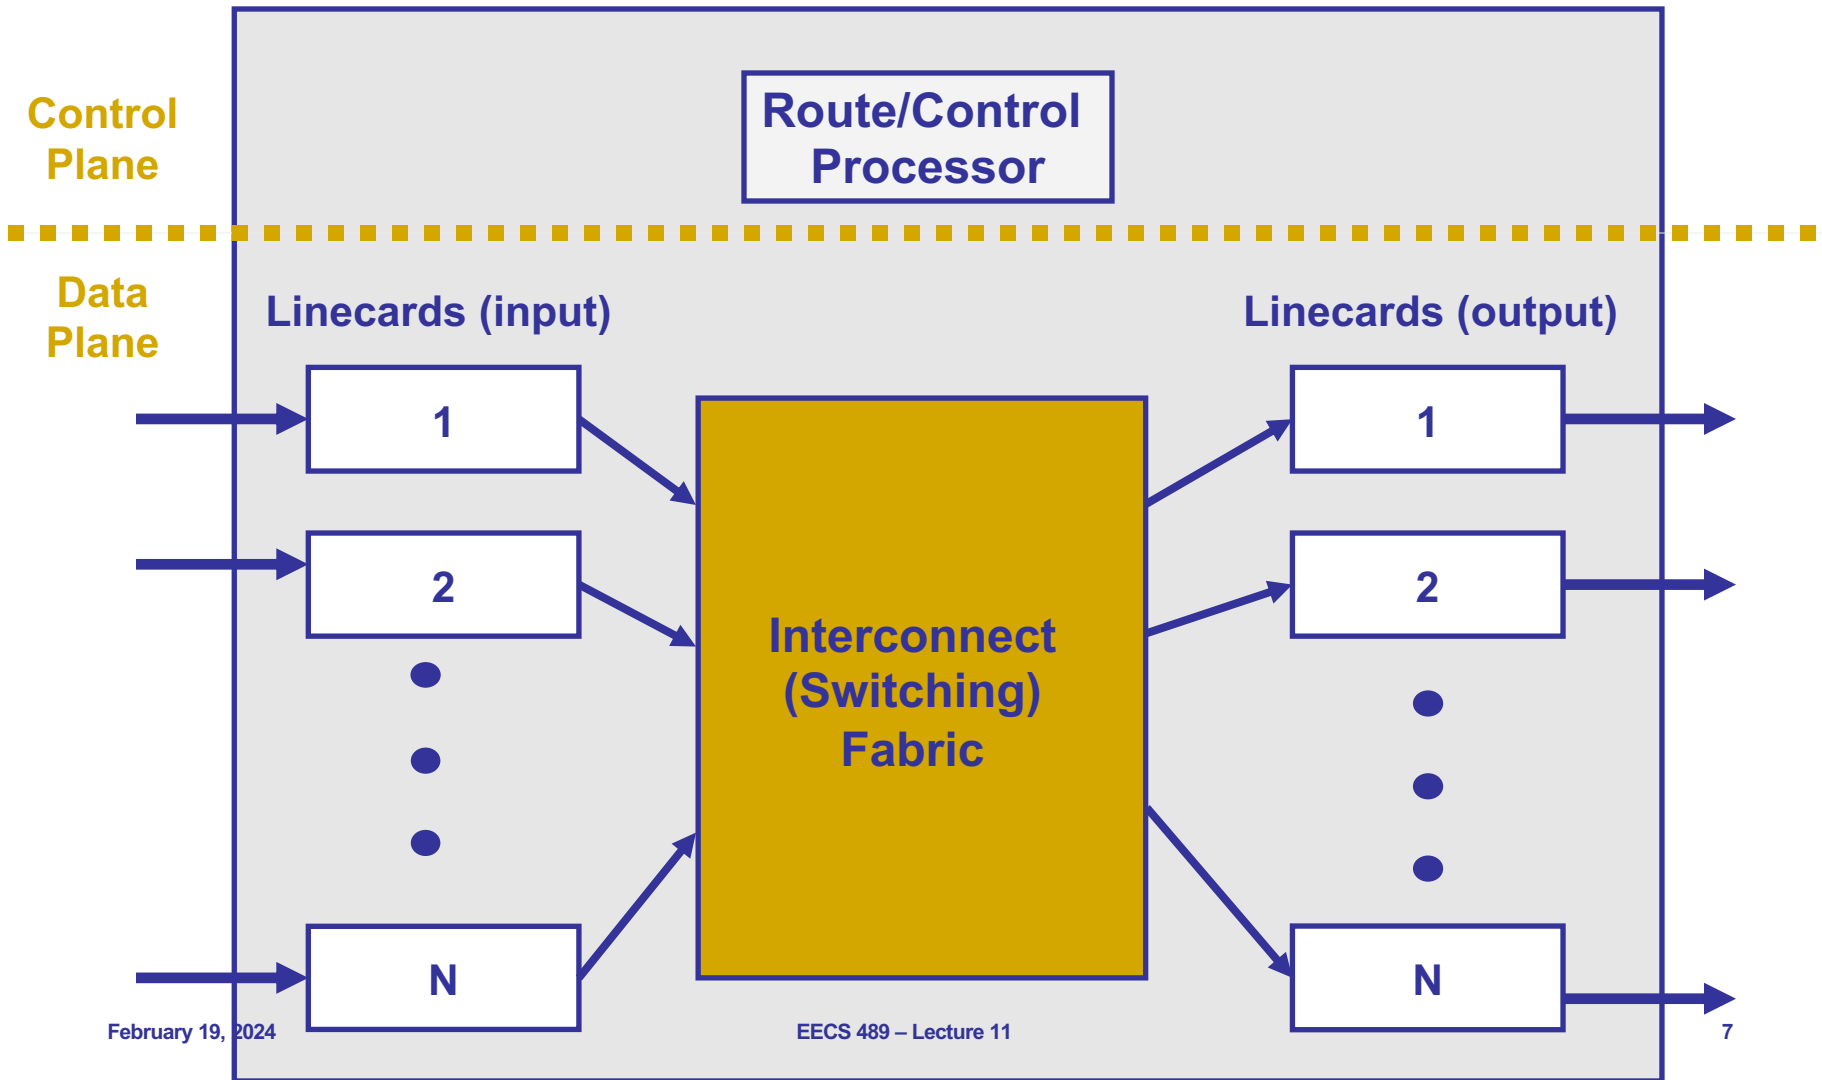 Control
Plane
Route/Control
Processor
Data
Plane
Linecards (input)
Linecards (output)
1
1
2
2
Interconnect
(Switching)
Fabric
N
N
February 19, 2024
EECS 489 – Lecture 11
7